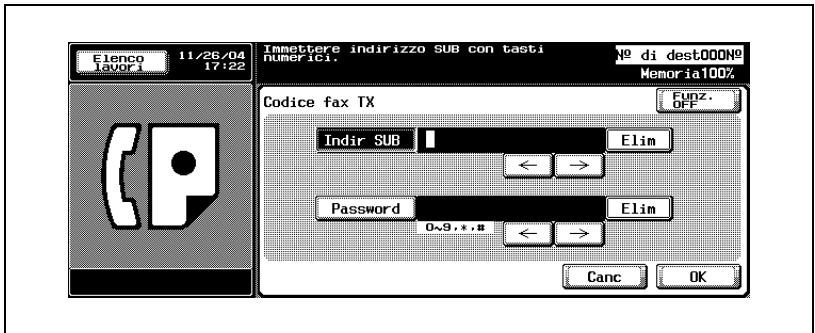 Elenco lavori
11/26/04
17:22
Immettere indirizzo SUB con tasti
numerici.
Nº di dest000Nº
Memoria100%
Codice fax TX
Funz.
OFF
Indir SUB
Elim
← →
Password
Elim
0~9,*,#
← →
Canc
OK